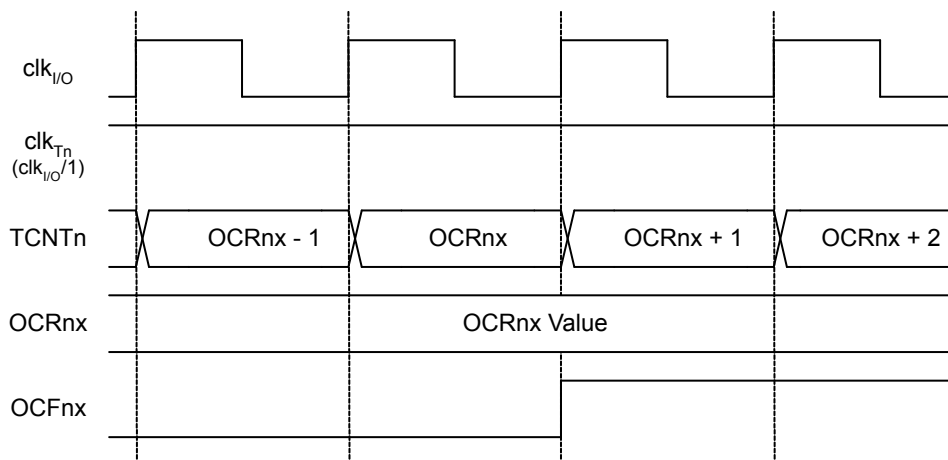 clkI/O
clkTn
(clkI/O/1)
TCNTn OCRnx - 1 OCRnx OCRnx + 1 OCRnx + 2
OCRnx OCRnx Value
OCFnx